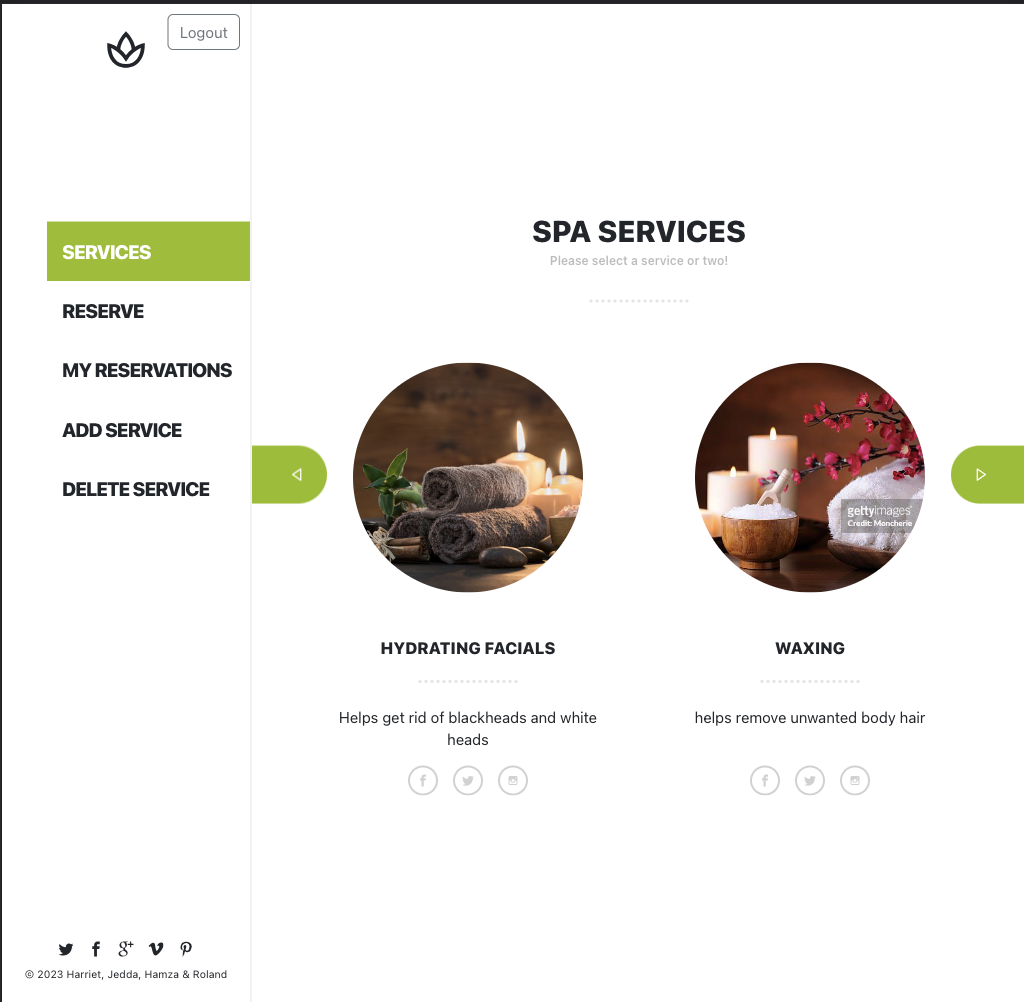 Logout
SERVICES
RESERVE
MY RESERVATIONS
ADD SERVICE
DELETE SERVICE
© 2023 Harriet, Jedda, Hamza & Roland
SPA SERVICES
Please select a service or two!
gettyimages®
Credit: Moncherie
HYDRATING FACIALS
Helps get rid of blackheads and white
heads
WAXING
helps remove unwanted body hair